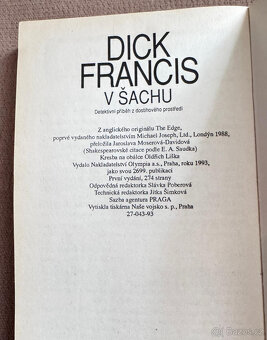 DICK
FRANCIS
V ŠACHU
Detektivní příběh z dostihového prostředí
Z anglického originálu The Edge,
poprvé vydaného nakladatelstvím Michael Joseph, Ltd., Londýn 1988,
přeložila Jaroslava Moserová-Davidová
(Shakespearovské citace podle E. A. Saudka)
Kresba na obálce Oldřich Liška
Vydalo Nakladatelství Olympia a.s., Praha, roku 1993,
jako svou 2699. publikaci
První vydání, 274 strany
Odpovědná redaktorka Slávka Poberová
Technická redaktorka Jitka Šimková
Sazba agentura PRAGA
Vytiskla tiskárna Naše vojsko s. p., Praha
27-043-93